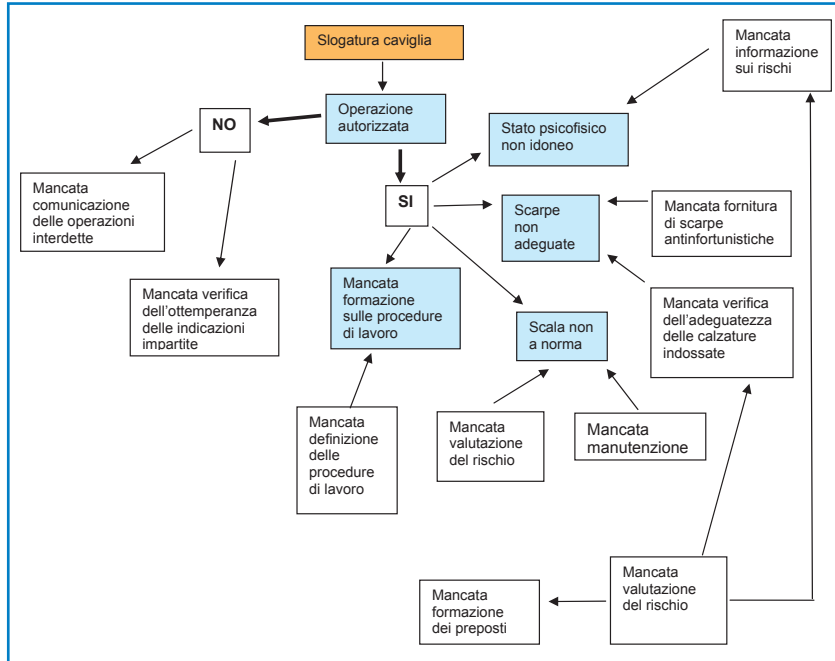 Slogatura caviglia
Mancata
informazione
sui rischi
Operazione
autorizzata
NO
Stato psicofisico
non idoneo
Mancata
comunicazione
delle operazioni
interdette
SI
Scarpe
non
adeguate
Mancata fornitura
di scarpe
antinfortunistiche
Mancata verifica
dell'ottemperanza
delle indicazioni
impartite
Mancata
formazione
sulle procedure
di lavoro
Scala non
a norma
Mancata verifica
dell'adeguatezza
delle calzature
indossate
Mancata
definizione
delle
procedure
di lavoro
Mancata
valutazione
del rischio
Mancata
manutenzione
Mancata
formazione
dei preposti
Mancata
valutazione
del rischio